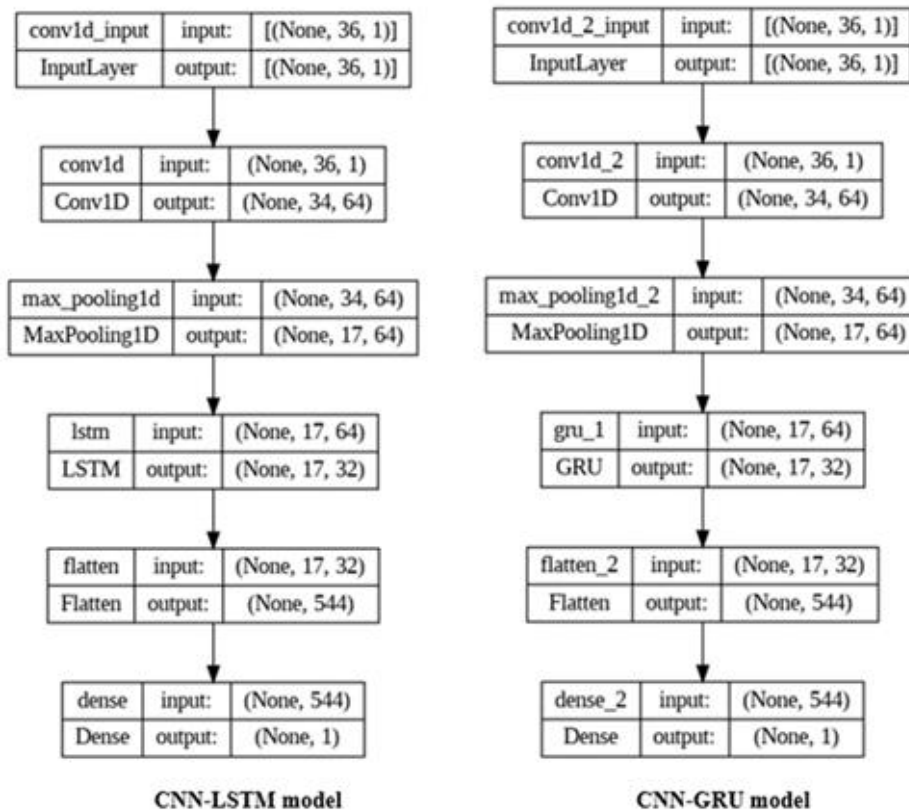 conv1d_input input: [(None, 36, 1)]
InputLayer output: [(None, 36, 1)]
conv1d input: (None, 36, 1)
Conv1D output: (None, 34, 64)
max_pooling1d input: (None, 34, 64)
MaxPooling1D output: (None, 17, 64)
lstm input: (None, 17, 64)
LSTM output: (None, 17, 32)
flatten input: (None, 17, 32)
Flatten output: (None, 544)
dense input: (None, 544)
Dense output: (None, 1)
CNN-LSTM model
conv1d_2_input input: [(None, 36, 1)]
InputLayer output: [(None, 36, 1)]
conv1d_2 input: (None, 36, 1)
Conv1D output: (None, 34, 64)
max_pooling1d_2 input: (None, 34, 64)
MaxPooling1D output: (None, 17, 64)
gru_1 input: (None, 17, 64)
GRU output: (None, 17, 32)
flatten_2 input: (None, 17, 32)
Flatten output: (None, 544)
dense_2 input: (None, 544)
Dense output: (None, 1)
CNN-GRU model